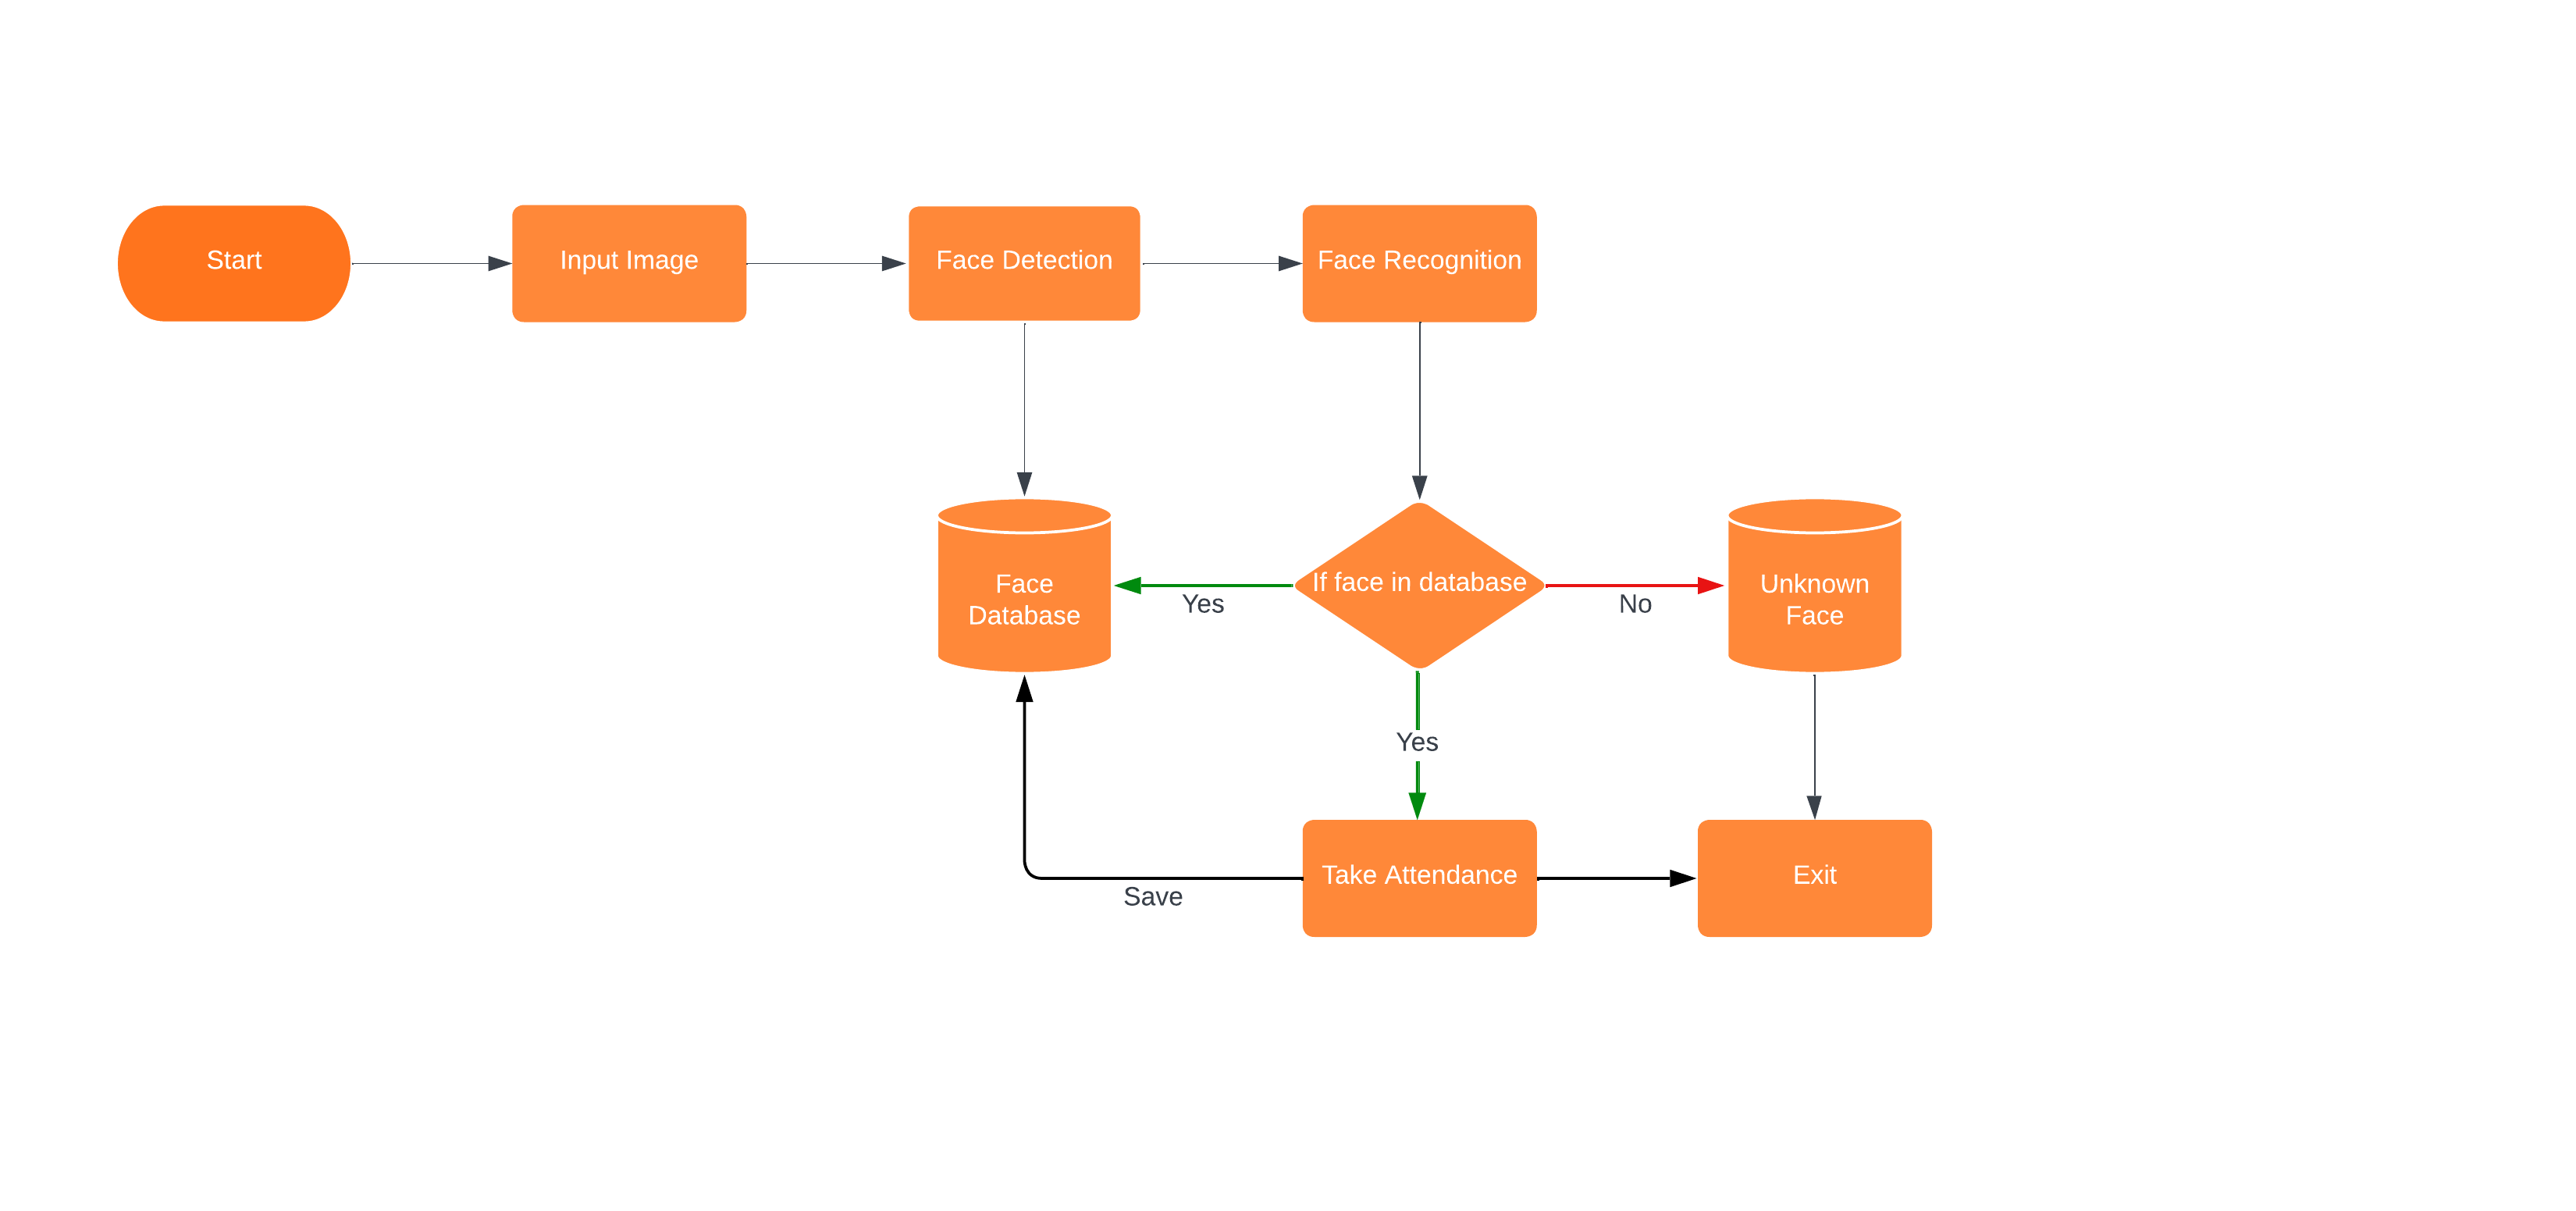 Start
Input Image
Face Detection
Face Recognition
Face
Database
If face in database
Unknown
Face
Yes
No
Yes
Take Attendance
Exit
Save